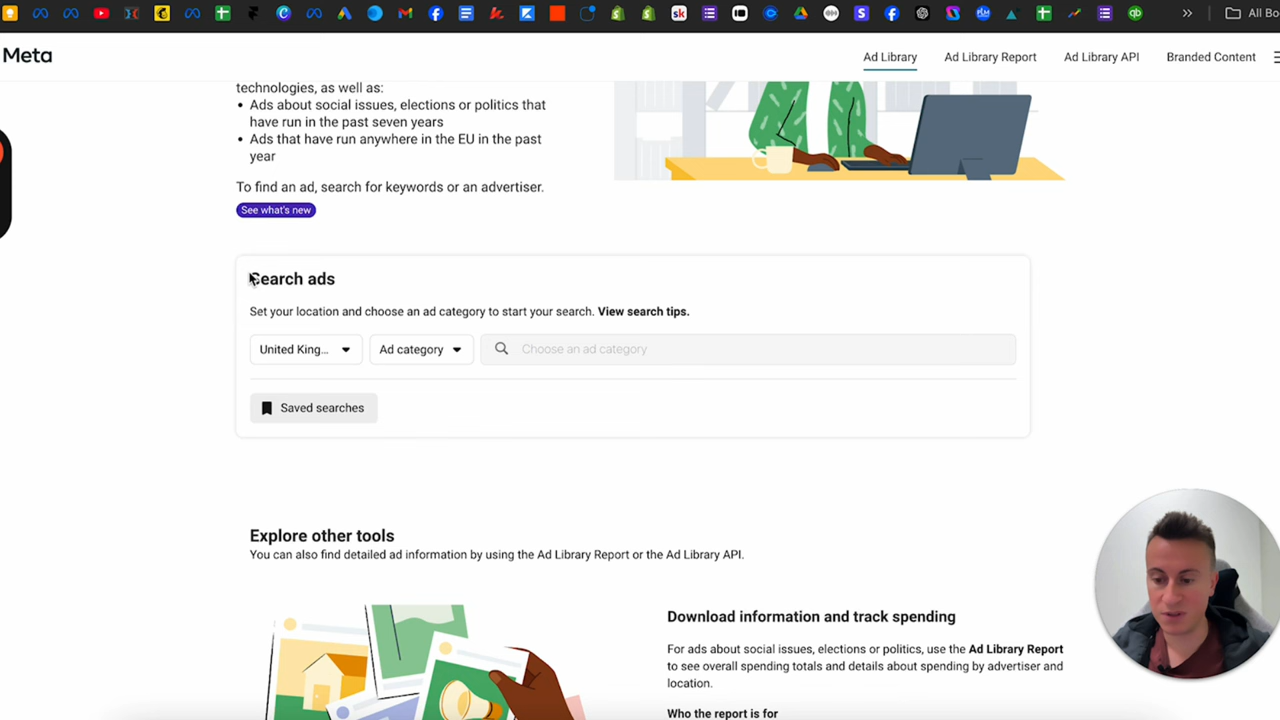 All Bo
Meta
Ad Library
Ad Library Report
Ad Library API
Branded Content
technologies, as well as:
• Ads about social issues, elections or politics that
have run in the past seven years
• Ads that have run anywhere in the EU in the past
year
To find an ad, search for keywords or an advertiser.
See what's new
Search ads
Set your location and choose an ad category to start your search. View search tips.
United King...
Ad category
Choose an ad category
Saved searches
Explore other tools
You can also find detailed ad information by using the Ad Library Report or the Ad Library API.
Download information and track spending
For ads about social issues, elections or politics, use the Ad Library Report
to see overall spending totals and details about spending by advertiser and
location.
Who the report is for